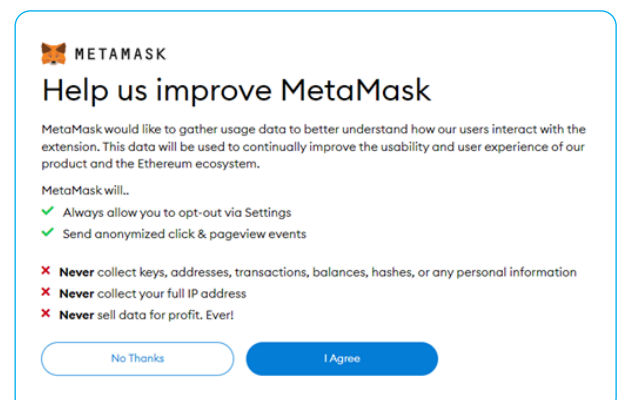 METAMASK
Help us improve MetaMask
MetaMask would like to gather usage data to better understand how our users interact with the
extension. This data will be used to continually improve the usability and user experience of our
product and the Ethereum ecosystem.
MetaMask will..
Always allow you to opt-out via Settings
Send anonymized click & pageview events
Never collect keys, addresses, transactions, balances, hashes, or any personal information
Never collect your full IP address
Never sell data for profit. Ever!
No Thanks
I Agree